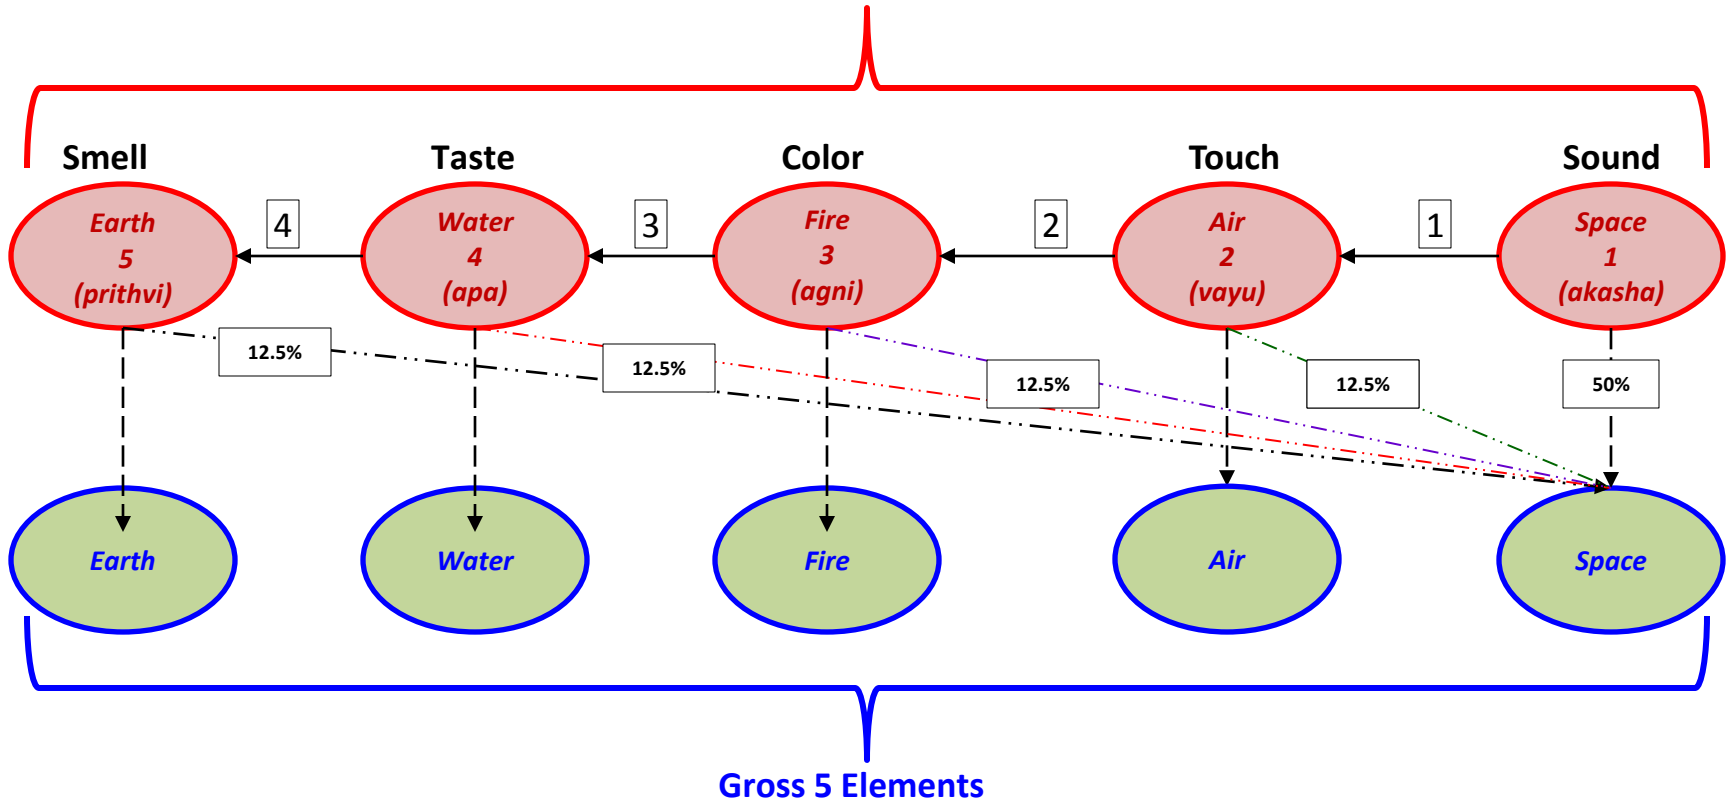 Smell
Taste
Color
Touch
Sound
Earth
5
(prithvi)
4
Water
4
(apa)
3
Fire
3
(agni)
2
Air
2
(vayu)
1
Space
1
(akasha)
12.5%
12.5%
12.5%
12.5%
50%
Earth
Water
Fire
Air
Space
Gross 5 Elements